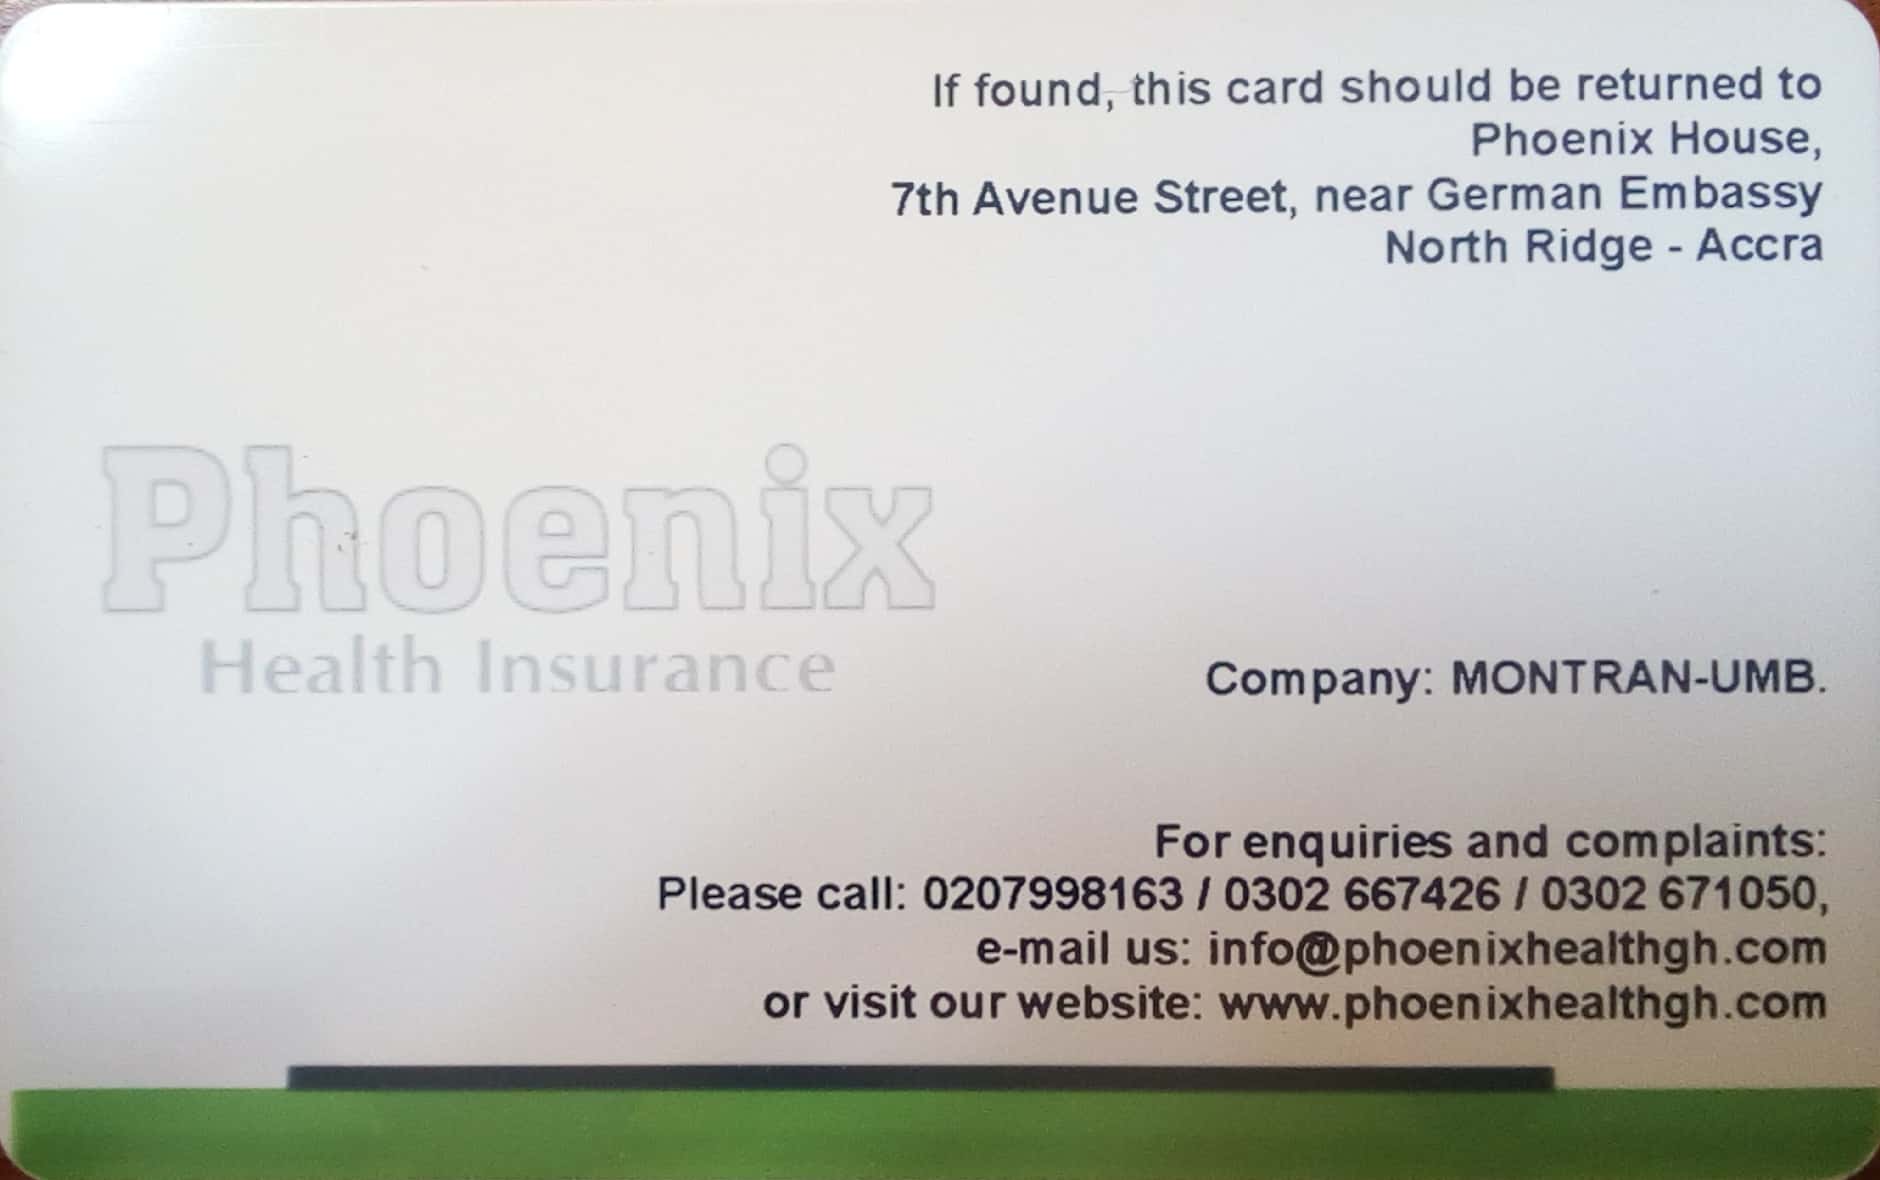 If found, this card should be returned to
Phoenix House,
7th Avenue Street, near German Embassy
North Ridge - Accra
Phoenix
Health Insurance
Company: MONTRAN-UMB.
For enquiries and complaints:
Please call: 0207998163 / 0302 667426 / 0302 671050,
e-mail us: info@phoenixhealthgh.com
or visit our website: www.phoenixhealthgh.com